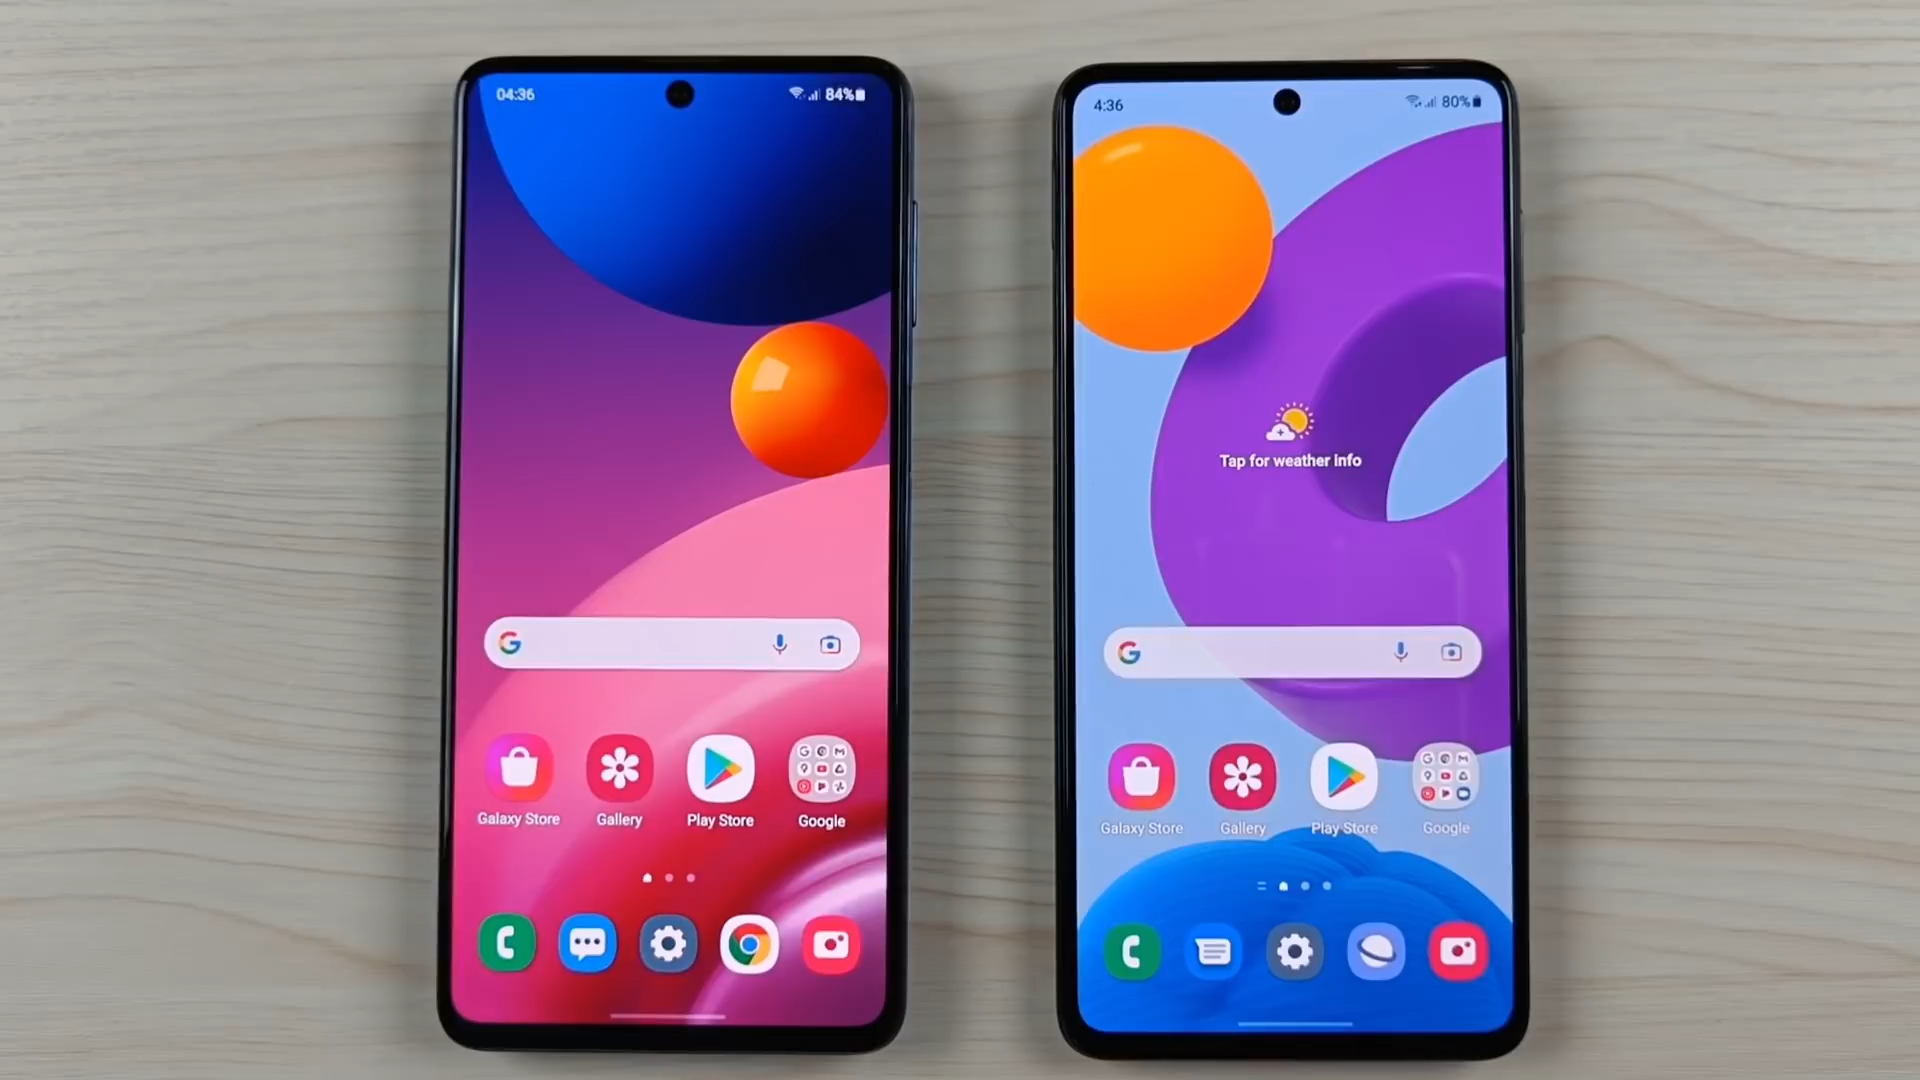 04:36
84%
Galaxy Store
Gallery
Play Store
Google
4:36
80%
Tap for weather info
Galaxy Store
Gallery
Play Store
Google